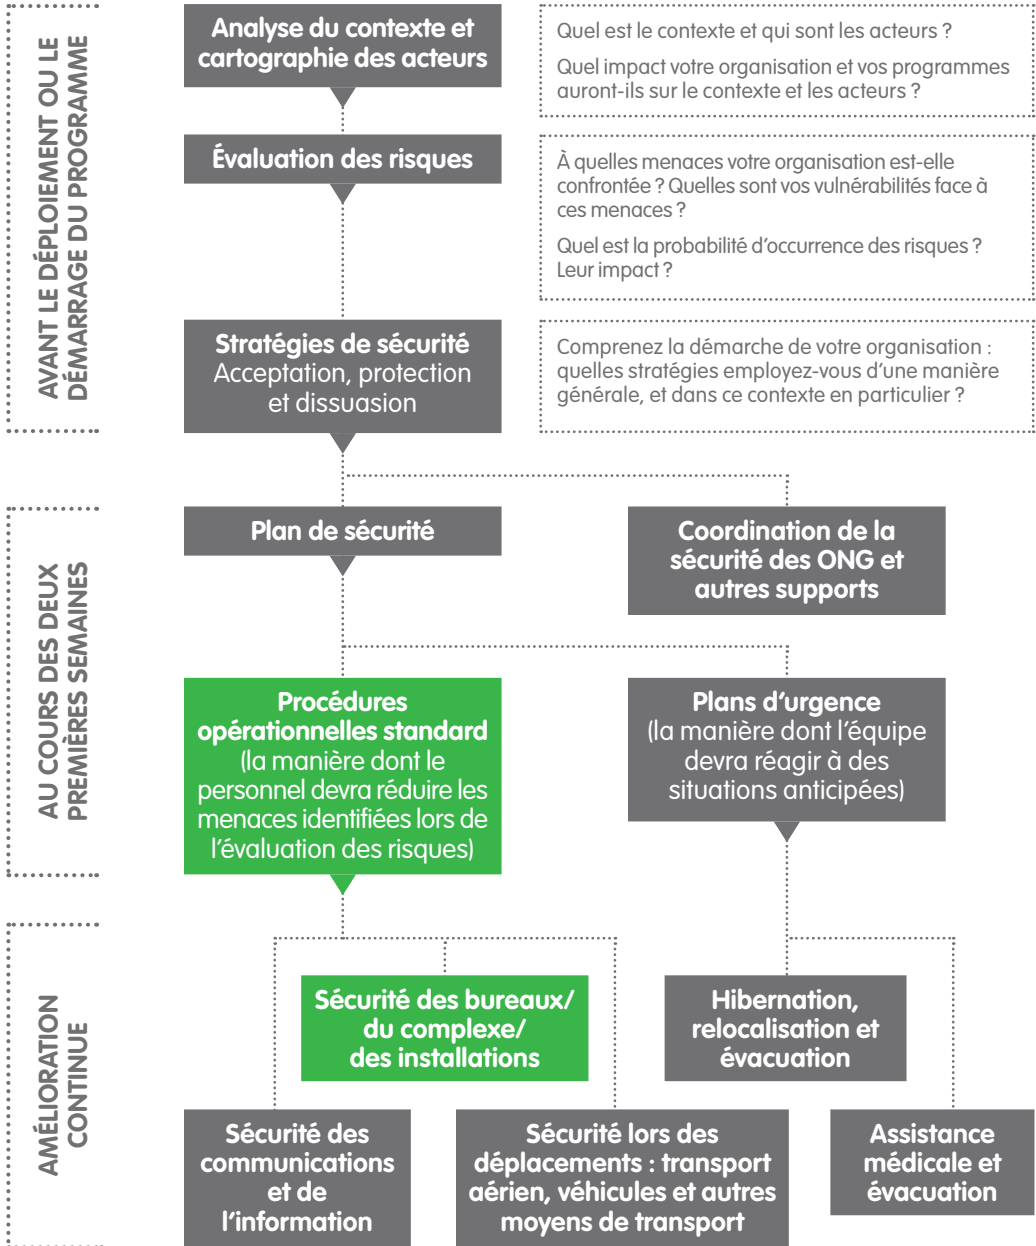 AVANT LE DÉPLOIEMENT OU LE
DÉMARRAGE DU PROGRAMME
Analyse du contexte et
cartographie des acteurs
Quel est le contexte et qui sont les acteurs ?
Quel impact votre organisation et vos programmes
auront-ils sur le contexte et les acteurs ?
Évaluation des risques
À quelles menaces votre organisation est-elle
confrontée ? Quelles sont vos vulnérabilités face à
ces menaces ?
Quel est la probabilité d’occurrence des risques ?
Leur impact ?
Stratégies de sécurité
Acceptation, protection
et dissuasion
Comprenez la démarche de votre organisation :
quelles stratégies employez-vous d’une manière
générale, et dans ce contexte en particulier ?
AU COURS DES DEUX
PREMIÈRES SEMAINES
Plan de sécurité
Coordination de la
sécurité des ONG et
autres supports
Procédures
opérationnelles standard
(la manière dont le
personnel devra réduire les
menaces identifiées lors de
l’évaluation des risques)
Plans d’urgence
(la manière dont l’équipe
devra réagir à des
situations anticipées)
AMÉLIORATION
CONTINUE
Sécurité des bureaux/
du complexe/
des installations
Hibernation,
relocalisation et
évacuation
Sécurité des
communications
et de
l’information
Sécurité lors des
déplacements : transport
aérien, véhicules et autres
moyens de transport
Assistance
médicale et
évacuation